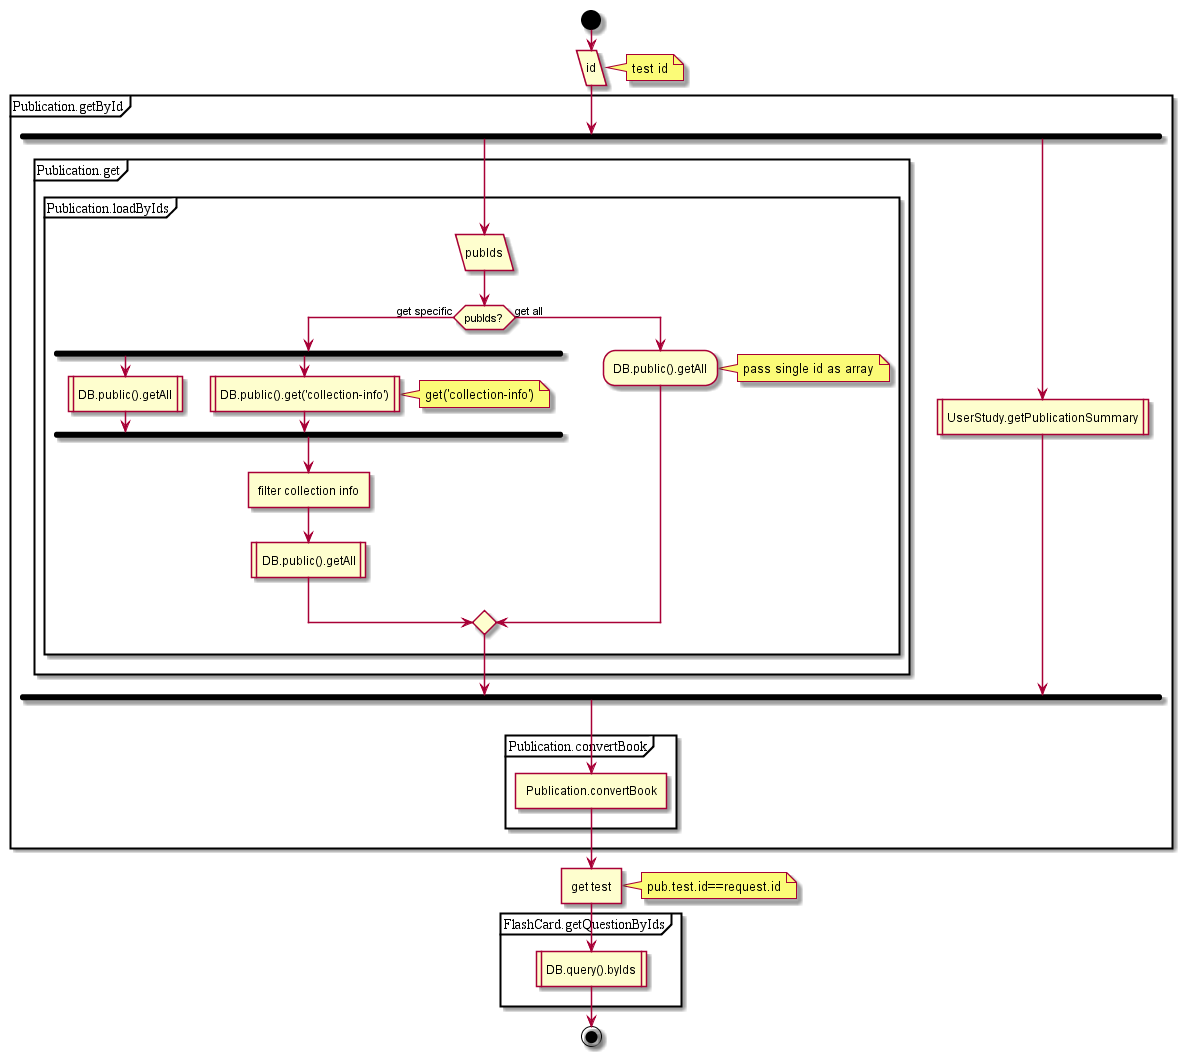 id
test id
Publication.getById
Publication.get
Publication.loadByIds
pubIds
get specific
pubIds?
get all
DB.public().getAll
DB.public().get('collection-info')
get('collection-info')
DB.public().getAll
pass single id as array
UserStudy.getPublicationSummary
filter collection info
DB.public().getAll
Publication.convertBook
Publication.convertBook
get test
pub.test.id==request.id
FlashCard.getQuestionByIds
DB.query().byIds